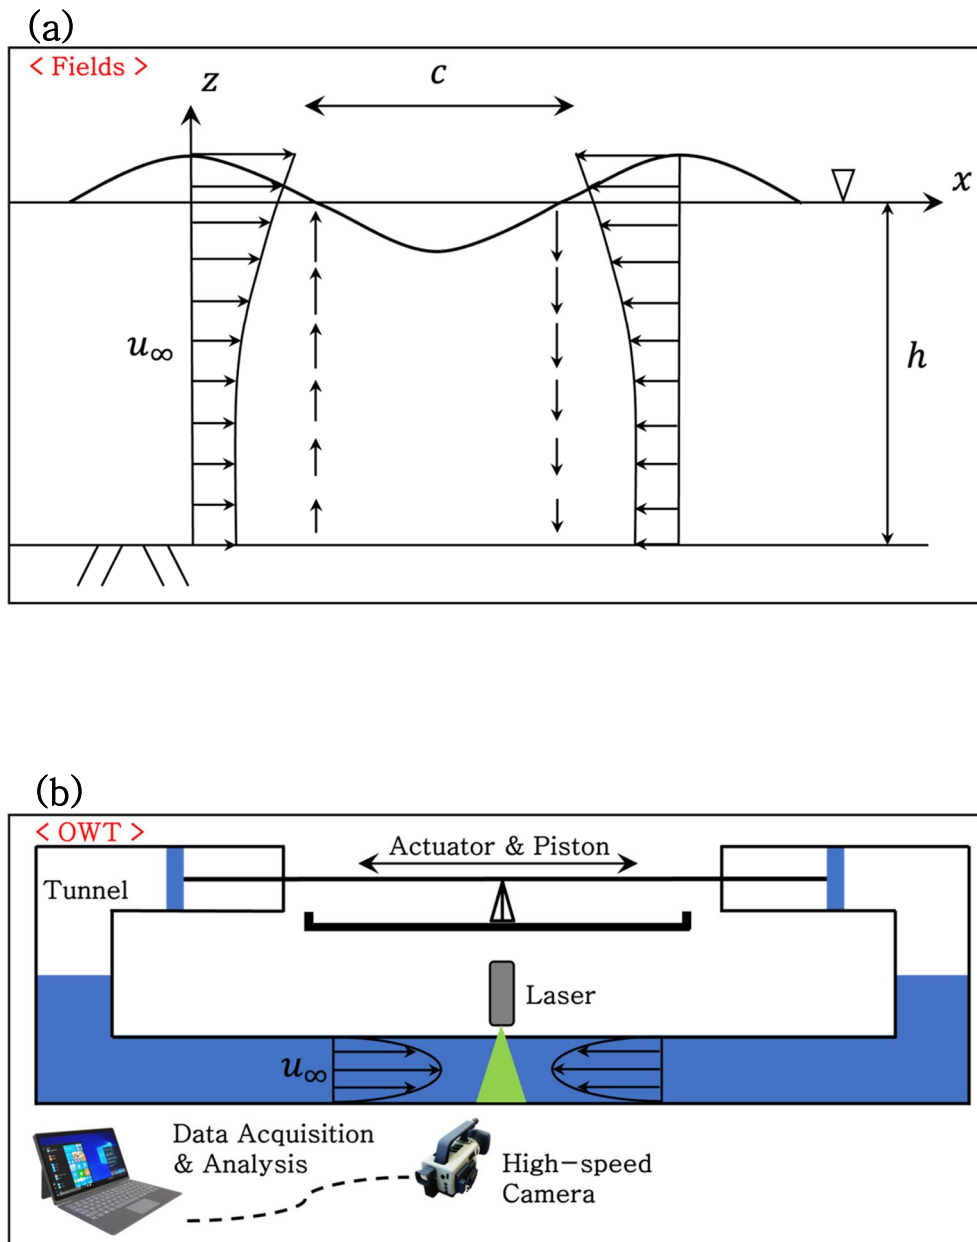 (a)
< Fields >
z
c
x
u∞
h
(b)
< OWT >
Actuator & Piston
Tunnel
Laser
u∞
Data Acquisition
& Analysis
High-speed
Camera